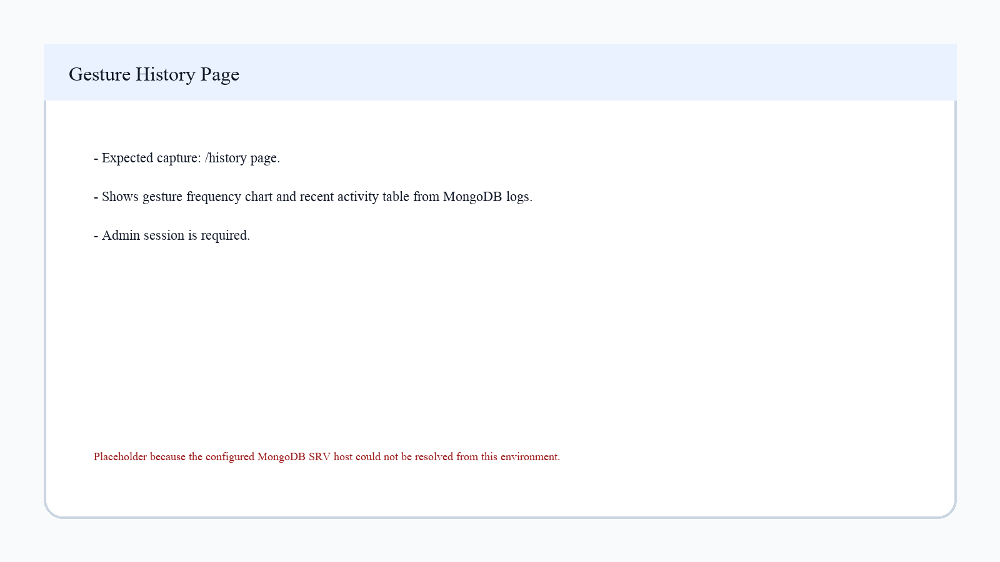 Gesture History Page
- Expected capture: /history page.
- Shows gesture frequency chart and recent activity table from MongoDB logs.
- Admin session is required.
Placeholder because the configured MongoDB SRV host could not be resolved from this environment.